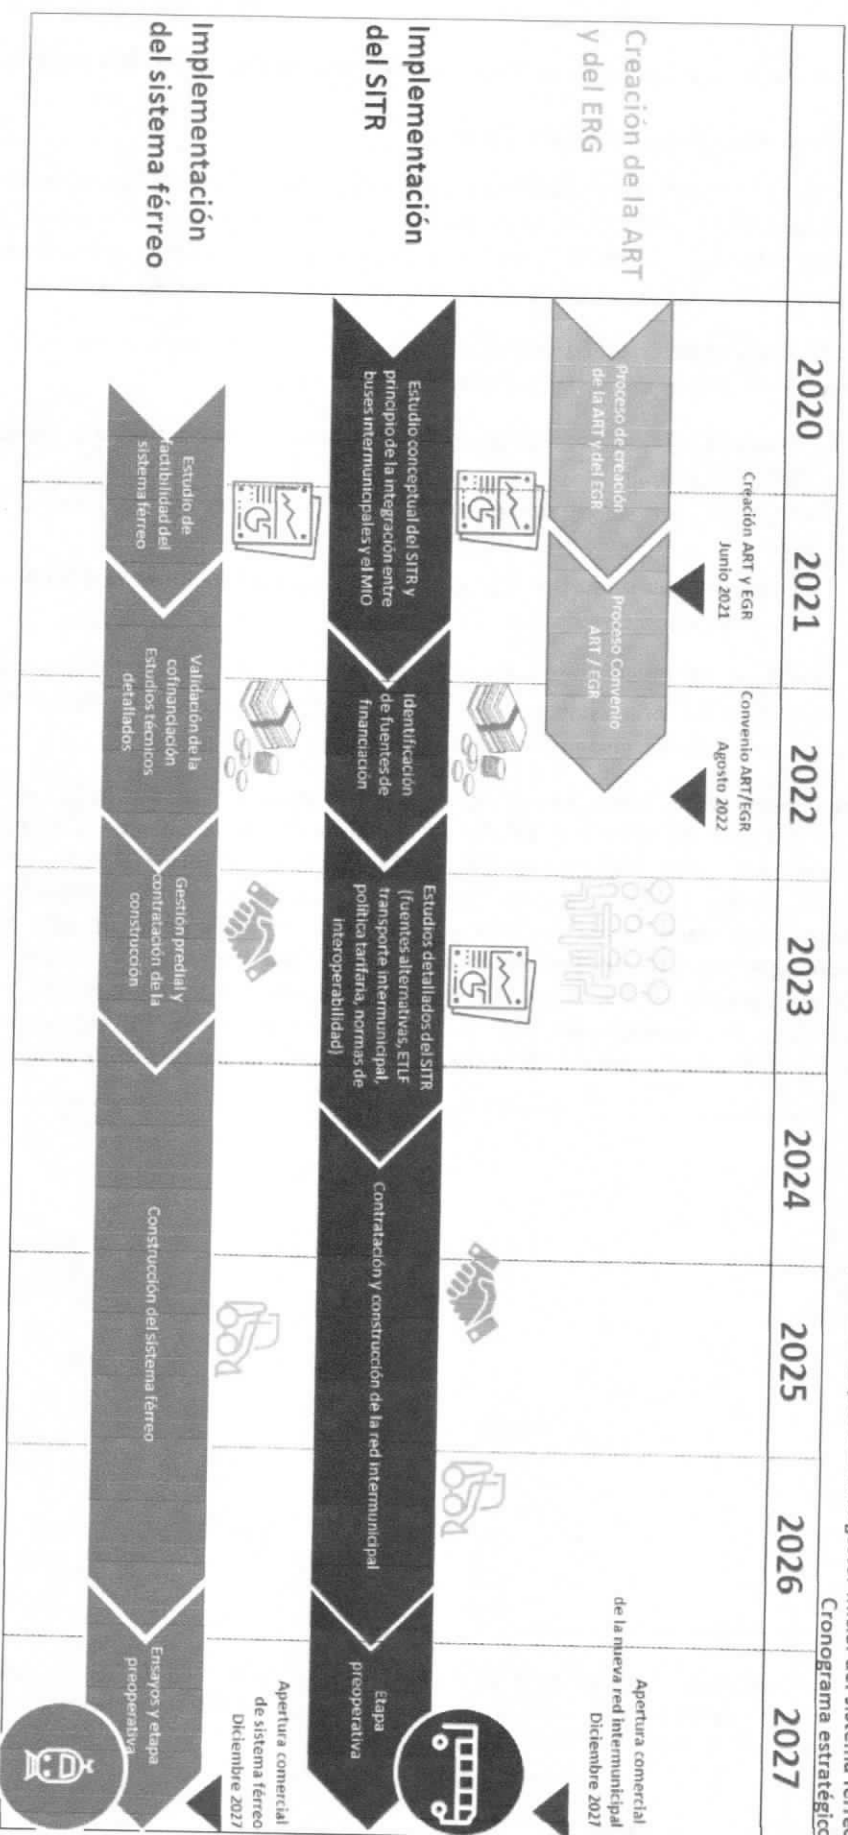 del sistema férreo
Cronograma estratégico
2020
2021
2022
2023
2024
2025
2026
2027
Creación de la ART
y del ERG
Creación ART y EGR
Junio 2021
Convenio ART/EGR
Agosto 2022
Proceso de creación
de la ART y del EGR
Proceso Convenio
ART / EGR
Apertura comercial
de la nueva red intermunicipal
Diciembre 2027
Implementación
del SITR
Estudio conceptual del SITR y
principio de la integración entre
buses intermunicipales y el MIO
Identificación
de fuentes de
financiación
Estudios detallados del SITR
(fuentes alternativas, ETLF
transporte intermunicipal,
política tarifaria, normas de
interoperabilidad)
Contratación y construcción de la red intermunicipal
Etapa
preoperativa
Apertura comercial
de sistema férreo
Diciembre 2027
Implementación
del sistema férreo
Estudio de
factibilidad del
sistema férreo
Validación de la
cofinanciación
Estudios técnicos
detallados
Gestión predial y
contratación de la
construcción
Construcción del sistema férreo
Ensayos y etapa
preoperativa